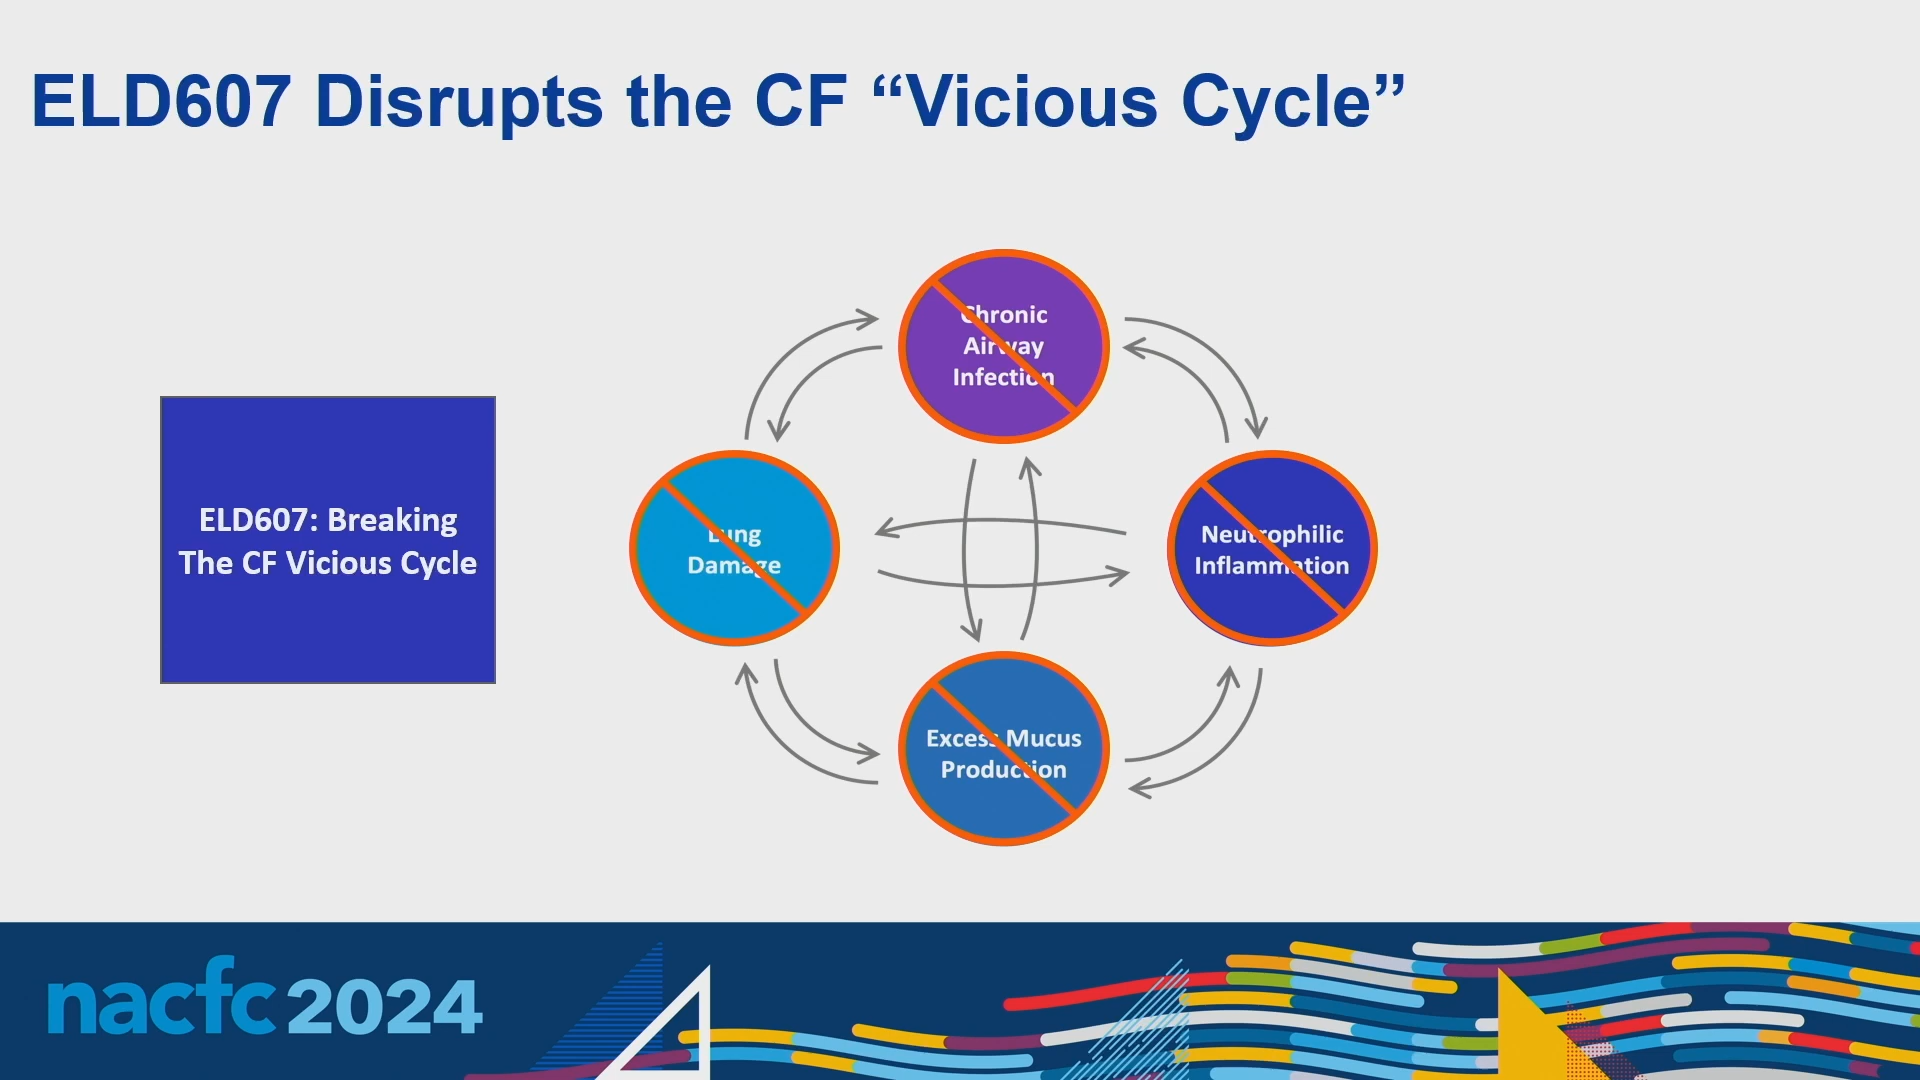 ELD607 Disrupts the CF “Vicious Cycle”
Chronic
Airway
Infection
ELD607: Breaking
The CF Vicious Cycle
Lung
Damage
Neutrophilic
Inflammation
Excess Mucus
Production
nacfc 2024